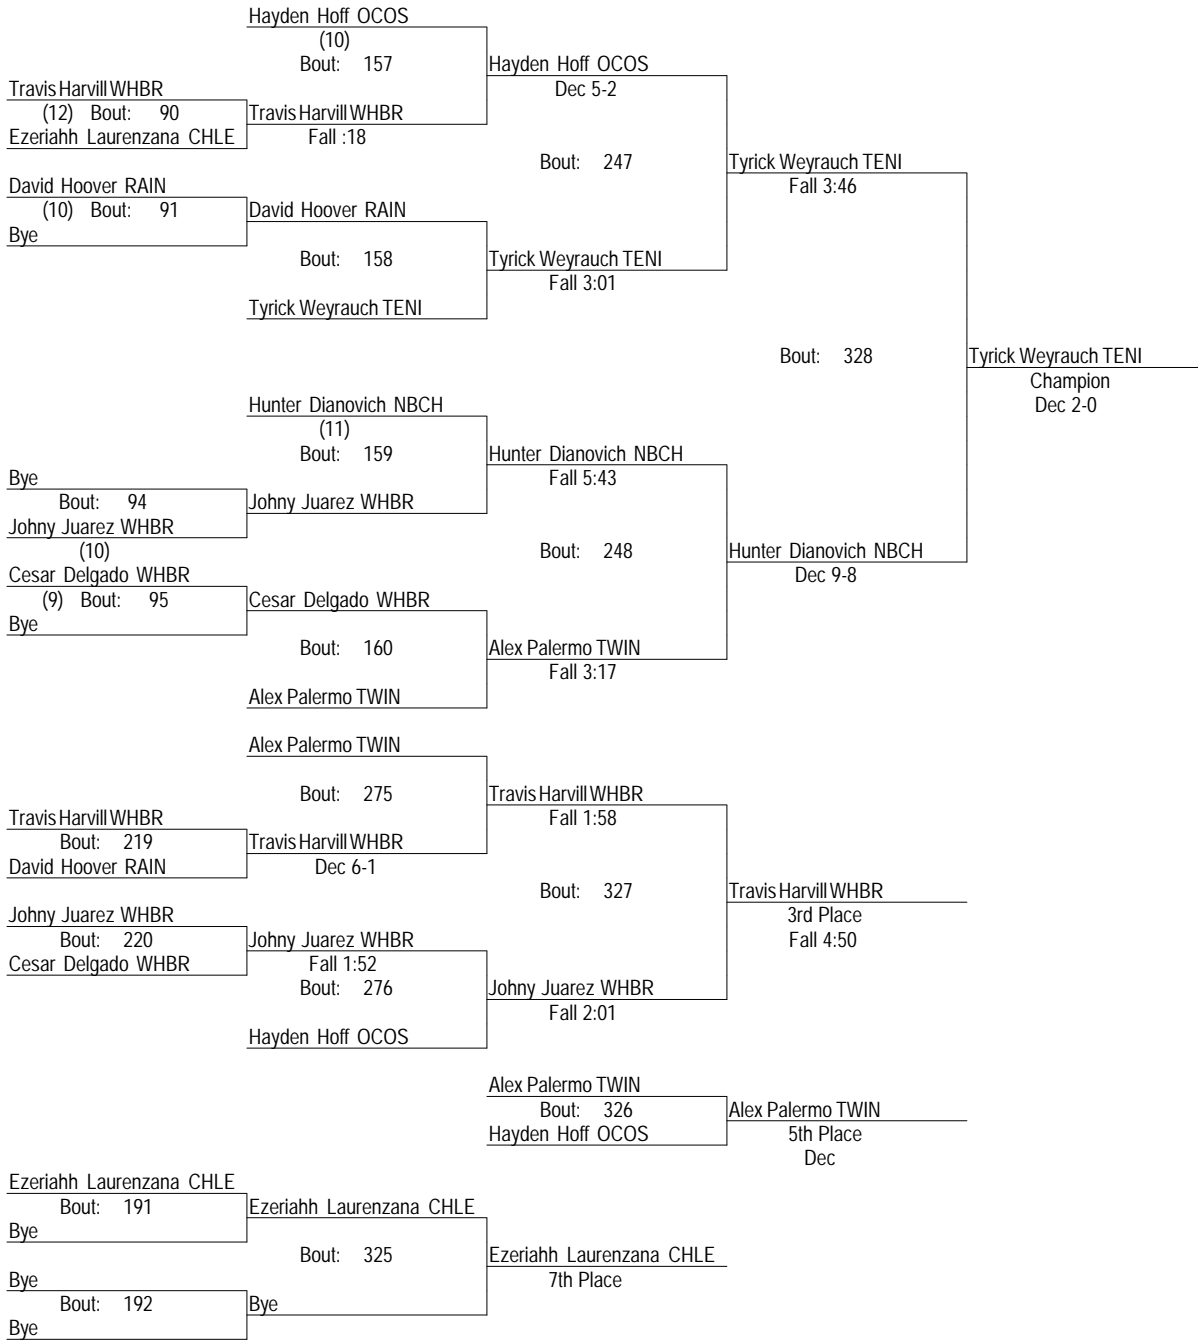 Hayden Hoff OCOS
(10)
Bout: 157
Hayden Hoff OCOS
Travis Harvill WHBR
Dec 5-2
(12) Bout: 90
Travis Harvill WHBR
Ezeriahh Laurenzana CHLE
Fall :18
Bout: 247
Tyrick Weyrauch TENI
David Hoover RAIN
Fall 3:46
(10) Bout: 91
David Hoover RAIN
Bye
Bout: 158
Tyrick Weyrauch TENI
Fall 3:01
Tyrick Weyrauch TENI
Bout: 328
Tyrick Weyrauch TENI
Champion
Dec 2-0
Hunter Dianovich NBCH
(11)
Bout: 159
Hunter Dianovich NBCH
Bye
Fall 5:43
Bout: 94
Johny Juarez WHBR
Johny Juarez WHBR
(10)
Bout: 248
Hunter Dianovich NBCH
Cesar Delgado WHBR
Dec 9-8
(9) Bout: 95
Cesar Delgado WHBR
Bye
Bout: 160
Alex Palermo TWIN
Fall 3:17
Alex Palermo TWIN
Alex Palermo TWIN
Bout: 275
Travis Harvill WHBR
Travis Harvill WHBR
Fall 1:58
Bout: 219
Travis Harvill WHBR
David Hoover RAIN
Dec 6-1
Bout: 327
Travis Harvill WHBR
Johny Juarez WHBR
3rd Place
Bout: 220
Johny Juarez WHBR
Fall 4:50
Cesar Delgado WHBR
Fall 1:52
Bout: 276
Johny Juarez WHBR
Fall 2:01
Hayden Hoff OCOS
Alex Palermo TWIN
Bout: 326
Alex Palermo TWIN
Hayden Hoff OCOS
5th Place
Dec
Ezeriahh Laurenzana CHLE
Bout: 191
Ezeriahh Laurenzana CHLE
Bye
Bout: 325
Ezeriahh Laurenzana CHLE
Bye
7th Place
Bout: 192
Bye
Bye